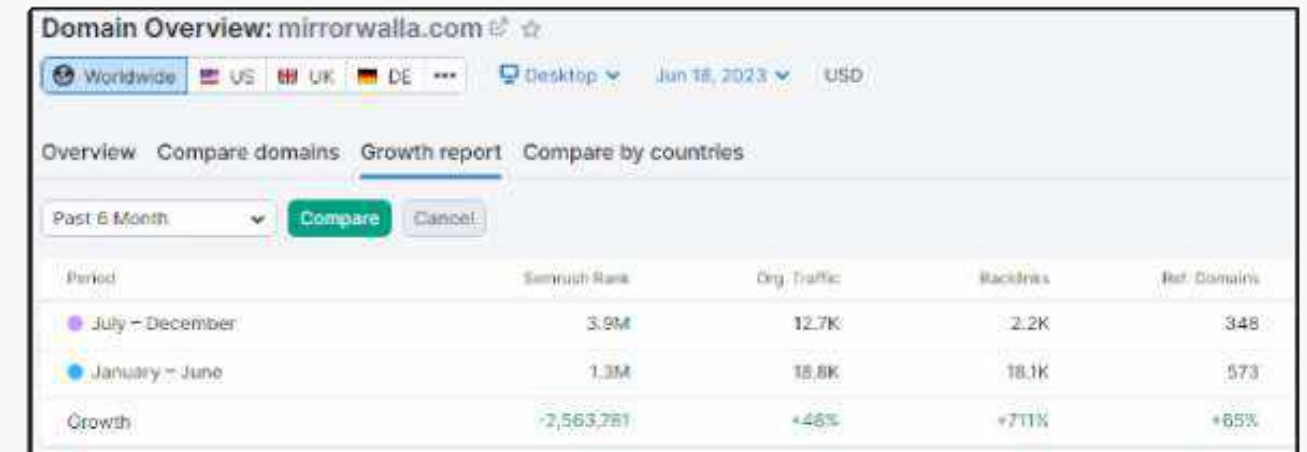 Domain Overview: mirrorwalla.com
Worldwide US UK DE ••• Desktop Jun 18, 2023 USD
Overview Compare domains Growth report Compare by countries
Past 6 Month Compare Cancel
Period Semrush Rank Org. Traffic Backlinks Ref. Domains
July – December 3.9M 12.7K 2.2K 348
January – June 1.3M 18.8K 18.1K 573
Growth -2,563,781 +48% +711% +65%